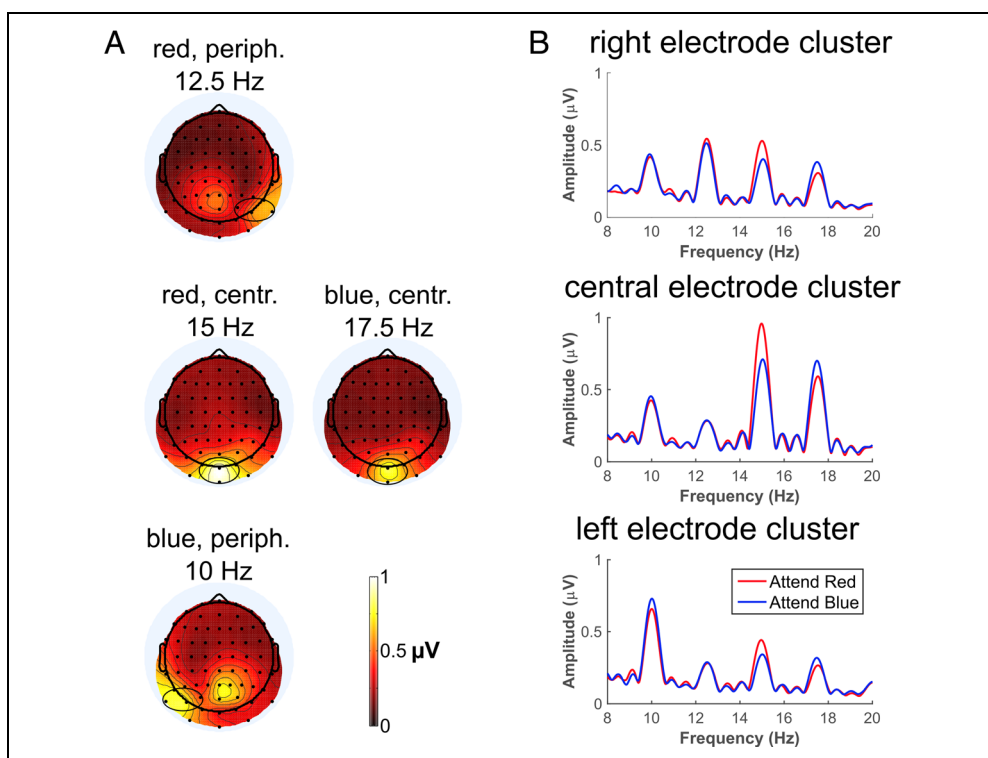 A
red, periph.
12.5 Hz
red, centr.
15 Hz
blue, centr.
17.5 Hz
blue, periph.
10 Hz
1
0.5
0
μV
B
right electrode cluster
Amplitude (μV)
1
0.5
0
8 10 12 14 16 18 20
Frequency (Hz)
central electrode cluster
Amplitude (μV)
1
0.5
0
8 10 12 14 16 18 20
Frequency (Hz)
left electrode cluster
Amplitude (μV)
1
0.5
0
Attend Red
Attend Blue
8 10 12 14 16 18 20
Frequency (Hz)